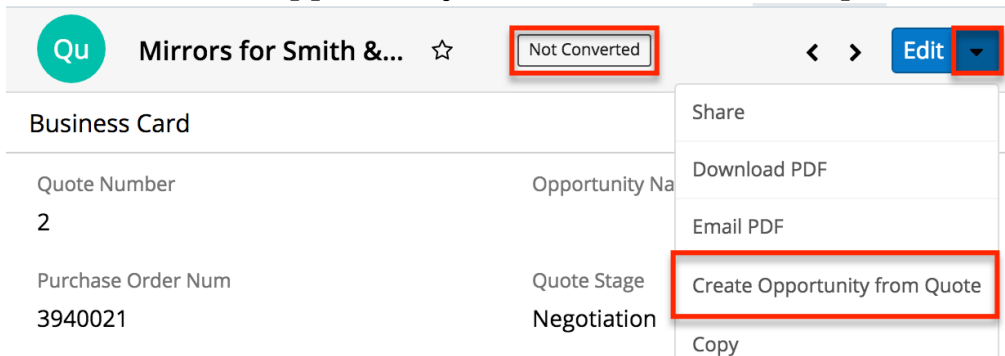 Qu Mirrors for Smith &... Not Converted Edit
Business Card
Share
Quote Number
Opportunity Na
Download PDF
2
Email PDF
Purchase Order Num
Quote Stage
Create Opportunity from Quote
3940021
Negotiation
Copy